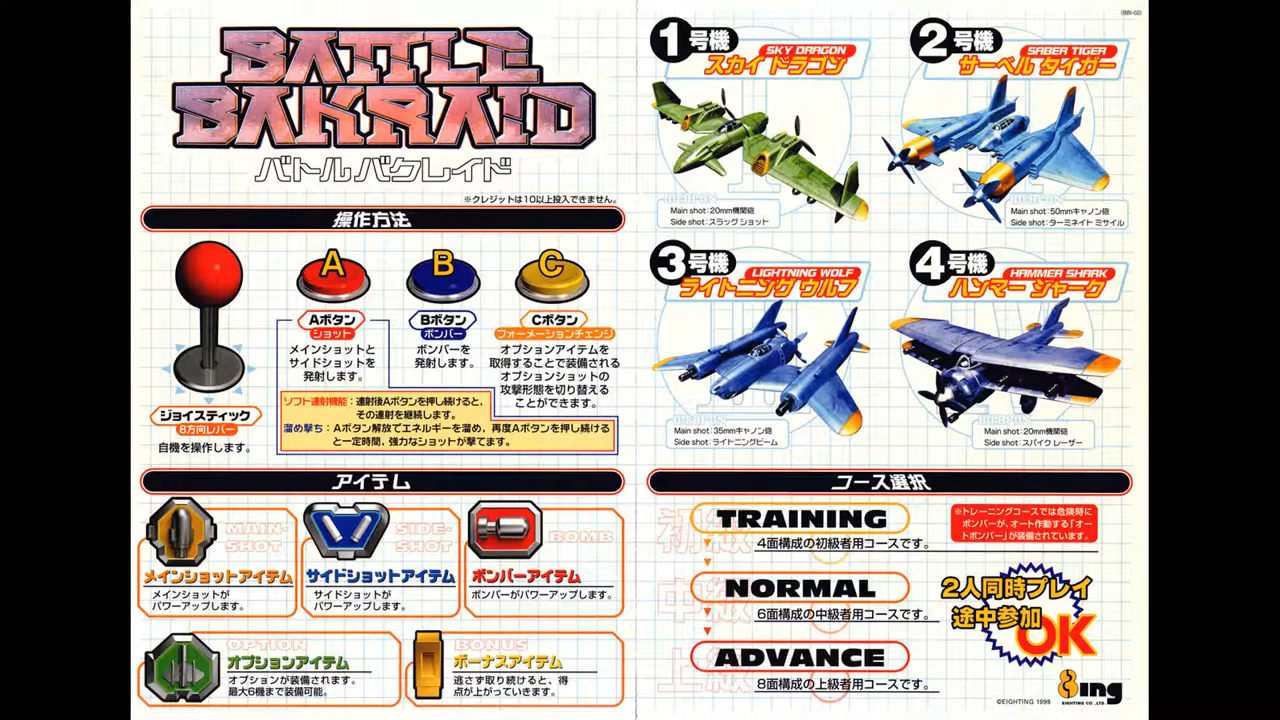 (BBI-02)
BATTLE
BAKRAID
バトル バクレイド
※クレジットは10以上投入できません。
操作方法
A
B
C
Aボタン
ショット
メインショットと
サイドショットを
発射します。
Bボタン
ボンバー
ボンバーを
発射します。
Cボタン
フォーメーションチェンジ
オプションアイテムを
取得することで装備される
オプションショットの
攻撃形態を切り替える
ことができます。
ジョイスティック
8方向レバー
自機を操作します。
ソフト連射機能：連射後Aボタンを押し続けると、
その連射を継続します。
溜め撃ち：Aボタン解放でエネルギーを溜め、再度Aボタンを押し続ける
と一定時間、強力なショットが撃てます。
アイテム
MAIN-
SHOT
メインショットアイテム
メインショットが
パワーアップします。
SIDE-
SHOT
サイドショットアイテム
サイドショットが
パワーアップします。
BOMB
ボンバーアイテム
ボンバーがパワーアップします。
OPTION
オプションアイテム
オプションが装備されます。
最大6機まで装備可能。
BONUS
ボーナスアイテム
逃さず取り続けると、得
点が上がっていきます。
1号機
SKY DRAGON
スカイ ドラゴン
I
WEAPONS
Main shot：20mm機関砲
Side shot：スラッグ ショット
2号機
SABER TIGER
サーベル タイガー
II
WEAPONS
Main shot：50mmキャノン砲
Side shot：ターミネイト ミサイル
3号機
LIGHTNING WOLF
ライトニング ウルフ
III
WEAPONS
Main shot：35mmキャノン砲
Side shot：ライトニングビーム
4号機
HAMMER SHARK
ハンマー シャーク
WEAPONS
Main shot：20mm機関砲
Side shot：スパイク レーザー
コース選択
初級
TRAINING
4面構成の初級者用コースです。
※トレーニングコースでは危険時に
ボンバーが、オート作動する「オー
トボンバー」が装備されています。
中級
NORMAL
6面構成の中級者用コースです。
上級
ADVANCE
8面構成の上級者用コースです。
2人同時プレイ
途中参加
OK
8ing
EIGHTING CO.,LTD.
©EIGHTING 1999